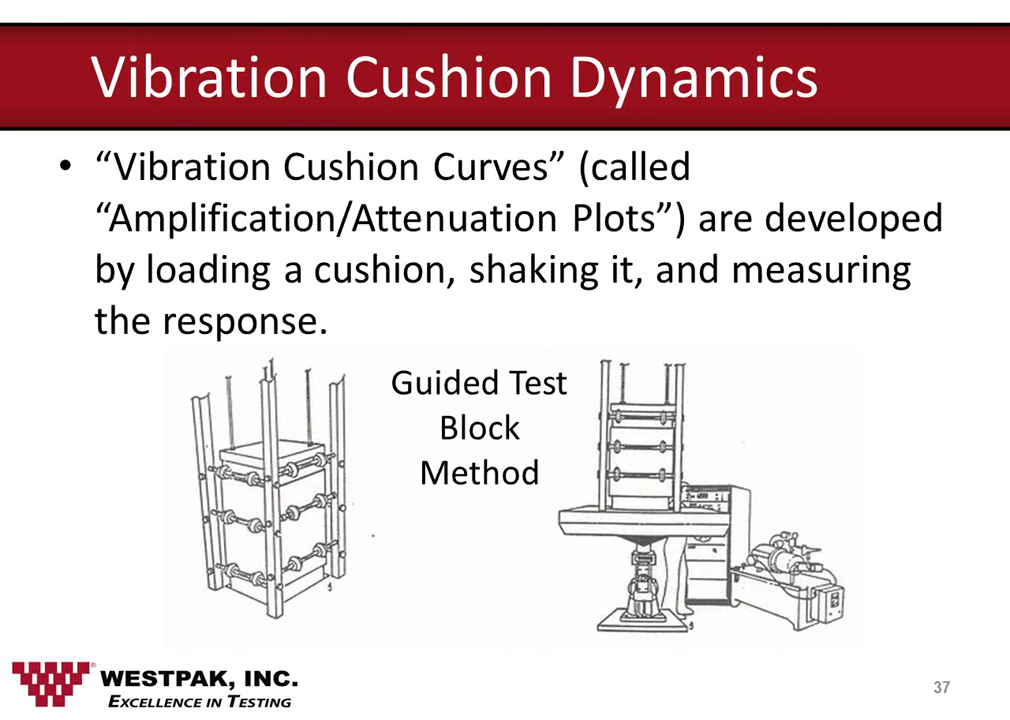 Vibration Cushion Dynamics
• “Vibration Cushion Curves” (called
“Amplification/Attenuation Plots”) are developed
by loading a cushion, shaking it, and measuring
the response.
Guided Test
Block
Method
WESTPAK, INC.
EXCELLENCE IN TESTING
37